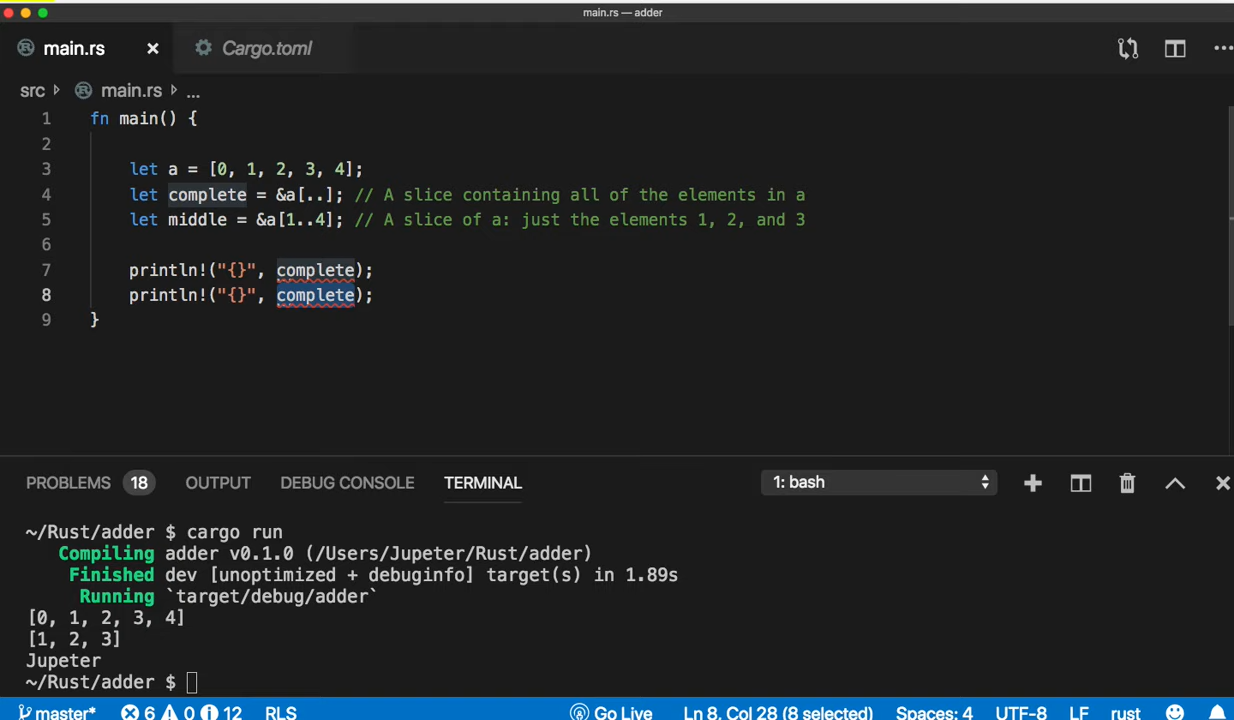 main.rs — adder
main.rs × Cargo.toml ...
src main.rs ...
1 fn main() {
2
3 let a = [0, 1, 2, 3, 4];
4 let complete = &a[..]; // A slice containing all of the elements in a
5 let middle = &a[1..4]; // A slice of a: just the elements 1, 2, and 3
6
7 println!("{}", complete);
8 println!("{}", complete);
9 }
PROBLEMS 18 OUTPUT DEBUG CONSOLE TERMINAL 1: bash
~/Rust/adder $ cargo run
Compiling adder v0.1.0 (/Users/Jupeter/Rust/adder)
Finished dev [unoptimized + debuginfo] target(s) in 1.89s
Running `target/debug/adder`
[0, 1, 2, 3, 4]
[1, 2, 3]
Jupeter
~/Rust/adder $
master* 6 0 12 RLS Go Live Ln 8, Col 28 (8 selected) Spaces: 4 UTF-8 LF rust